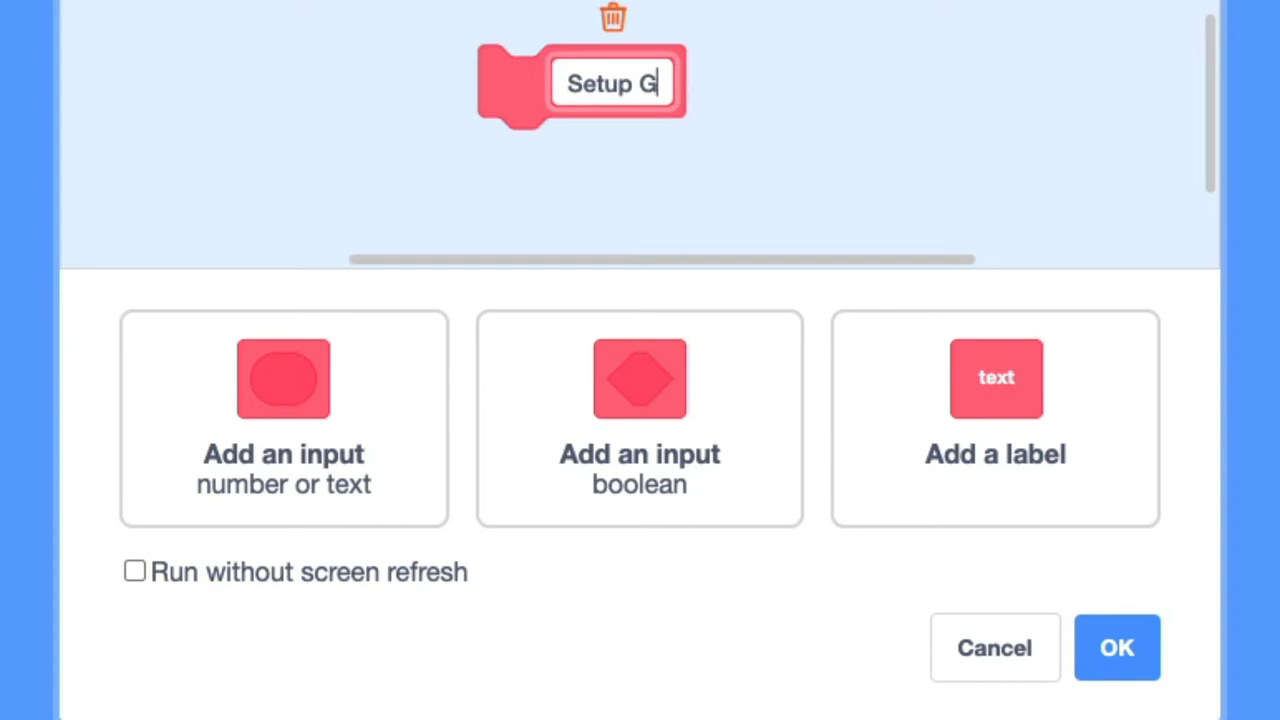 Setup G
text
Add an input
number or text
Add an input
boolean
Add a label
Run without screen refresh
Cancel
OK